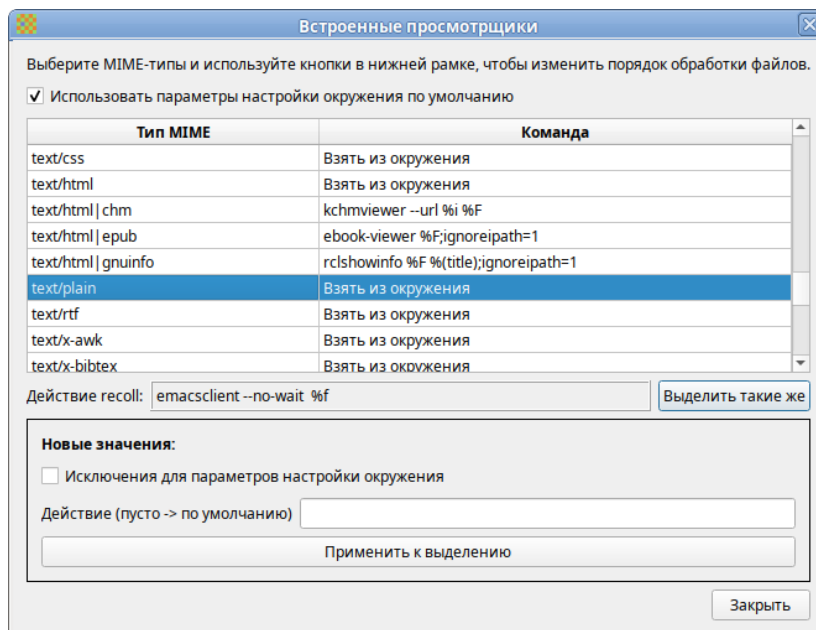 Встроенные просмотрщики
Выберите MIME-типы и используйте кнопки в нижней рамке, чтобы изменить порядок обработки файлов.
Использовать параметры настройки окружения по умолчанию
Тип MIME Команда
text/css Взять из окружения
text/html Взять из окружения
text/html|chm kchmviewer --url %i %F
text/html|epub ebook-viewer %F;ignoreipath=1
text/html|gnuinfo rclshowinfo %F %(title);ignoreipath=1
text/plain Взять из окружения
text/rtf Взять из окружения
text/x-awk Взять из окружения
text/x-bibtex Взять из окружения
Действие recoll: emacsclient --no-wait %f Выделить такие же
Новые значения:
Исключения для параметров настройки окружения
Действие (пусто -> по умолчанию)
Применить к выделению
Закрыть